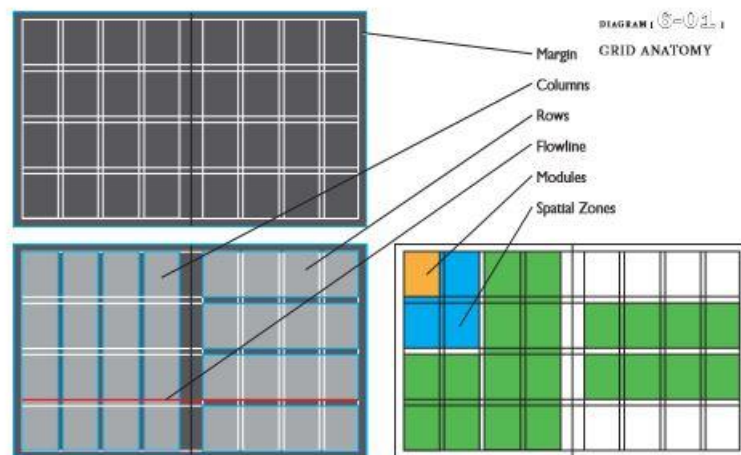 DIAGRAM [ 6-01 ]
GRID ANATOMY
Margin
Columns
Rows
Flowline
Modules
Spatial Zones